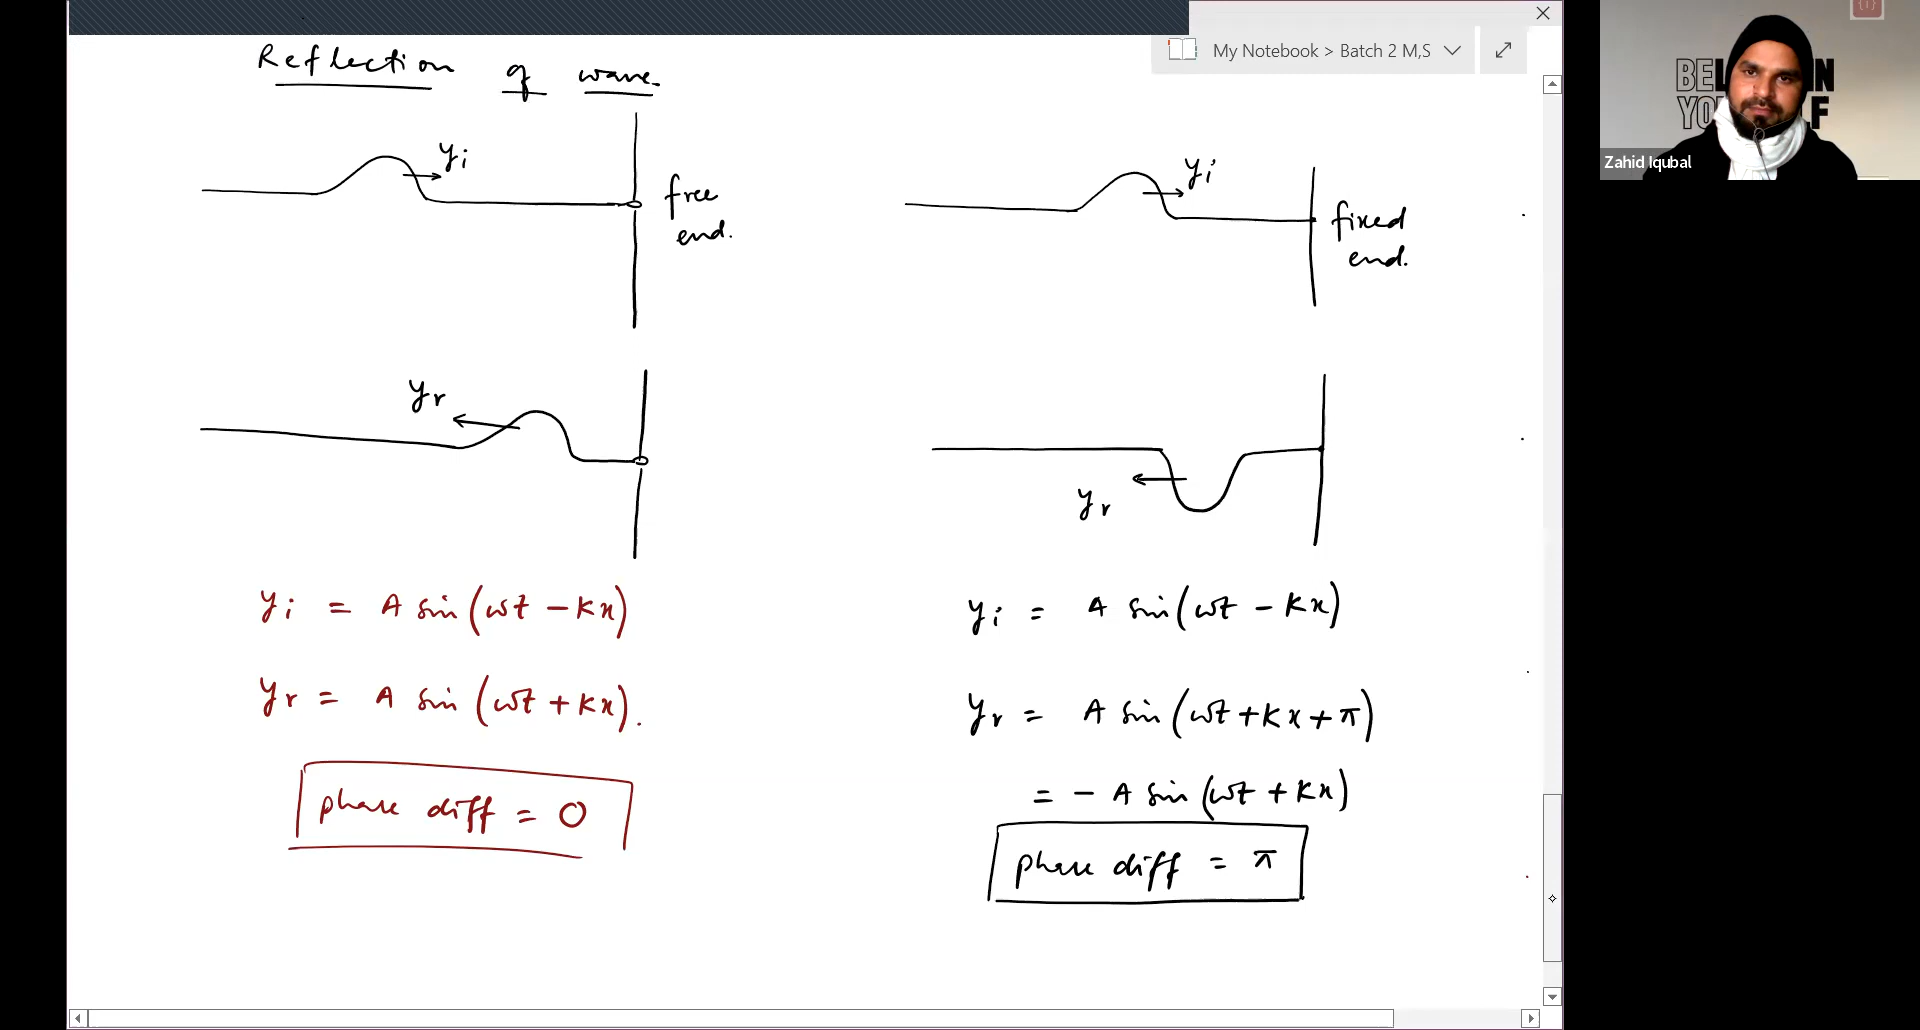 My Notebook > Batch 2 M,S
Reflection of wave
yi
free
end.
yr
yi = A sin(ωt − kx)
yr = A sin(ωt + kx).
phase diff = 0
yi
fixed
end.
yr
yi = A sin(ωt − kx)
yr = A sin(ωt + kx + π)
= − A sin(ωt + kx)
phase diff = π
Zahid Iqubal